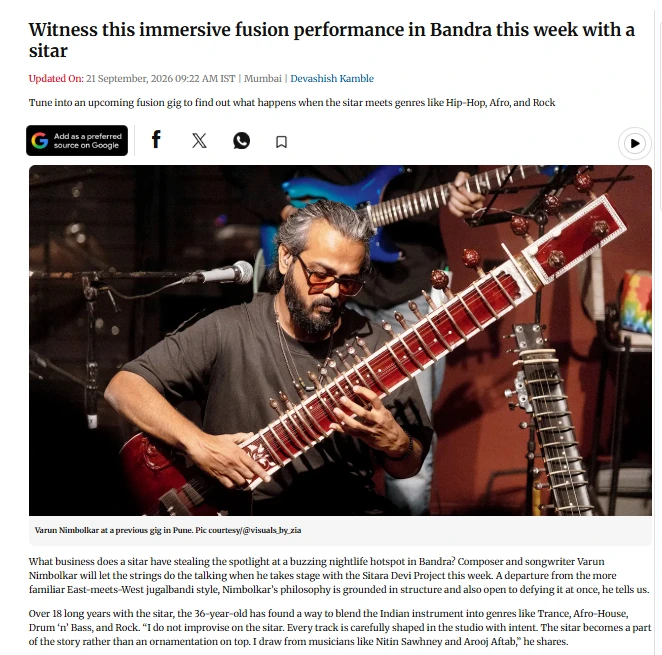 Witness this immersive fusion performance in Bandra this week with a
sitar
Updated On: 21 September, 2026 09:22 AM IST | Mumbai | Devashish Kamble
Tune into an upcoming fusion gig to find out what happens when the sitar meets genres like Hip-Hop, Afro, and Rock
Add as a preferred
source on Google
Varun Nimbolkar at a previous gig in Pune. Pic courtesy/@visuals_by_zia
What business does a sitar have stealing the spotlight at a buzzing nightlife hotspot in Bandra? Composer and songwriter Varun
Nimbolkar will let the strings do the talking when he takes stage with the Sitara Devi Project this week. A departure from the more
familiar East-meets-West jugalbandi style, Nimbolkar's philosophy is grounded in structure and also open to defying it at once, he tells us.
Over 18 long years with the sitar, the 36-year-old has found a way to blend the Indian instrument into genres like Trance, Afro-House,
Drum 'n' Bass, and Rock. “I do not improvise on the sitar. Every track is carefully shaped in the studio with intent. The sitar becomes a part
of the story rather than an ornamentation on top. I draw from musicians like Nitin Sawhney and Arooj Aftab,” he shares.